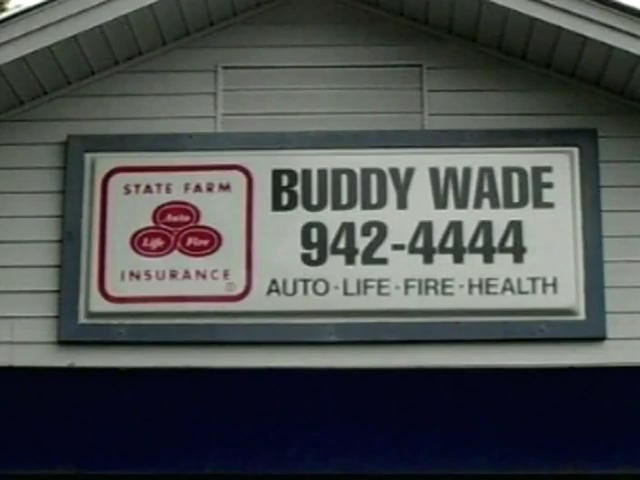 STATE FARM
Auto
Life Fire
INSURANCE
®
BUDDY WADE
942-4444
AUTO · LIFE · FIRE · HEALTH